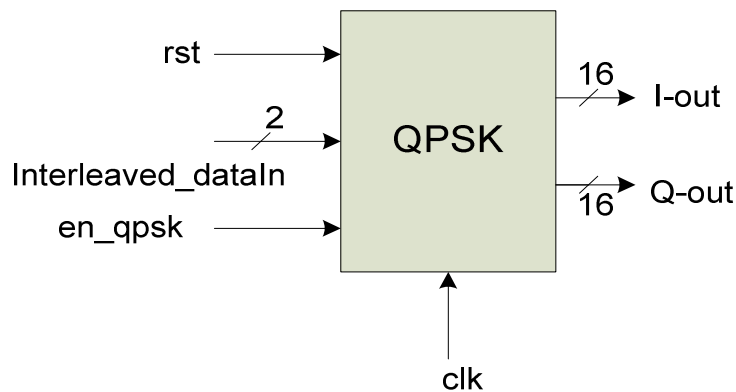 rst
2
Interleaved_dataIn
en_qpsk
QPSK
16
I-out
16
Q-out
clk